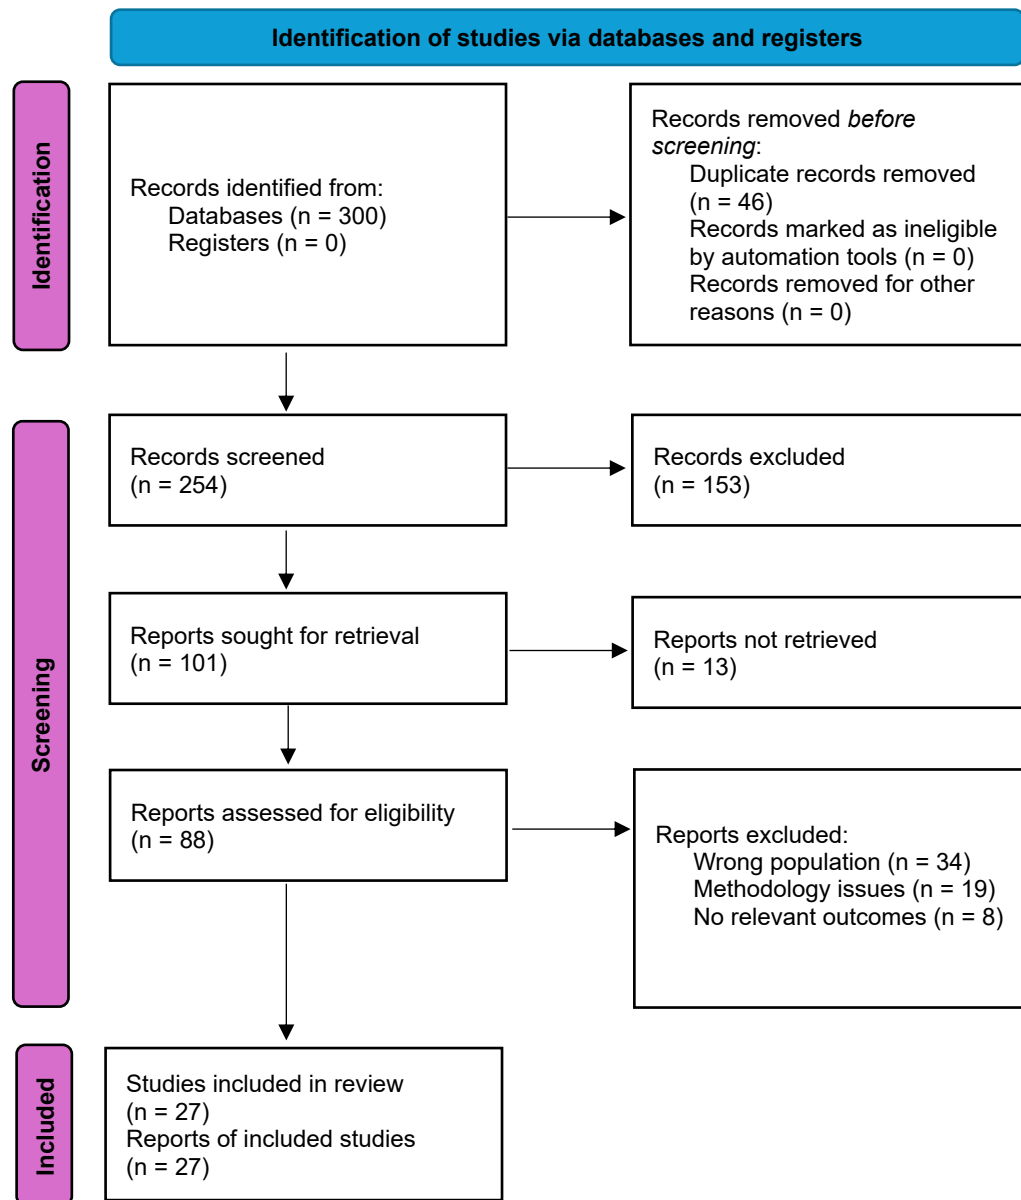 Identification of studies via databases and registers
Identification
Records identified from:
Databases (n = 300)
Registers (n = 0)
Records removed before
screening:
Duplicate records removed
(n = 46)
Records marked as ineligible
by automation tools (n = 0)
Records removed for other
reasons (n = 0)
Screening
Records screened
(n = 254)
Records excluded
(n = 153)
Reports sought for retrieval
(n = 101)
Reports not retrieved
(n = 13)
Reports assessed for eligibility
(n = 88)
Reports excluded:
Wrong population (n = 34)
Methodology issues (n = 19)
No relevant outcomes (n = 8)
Included
Studies included in review
(n = 27)
Reports of included studies
(n = 27)